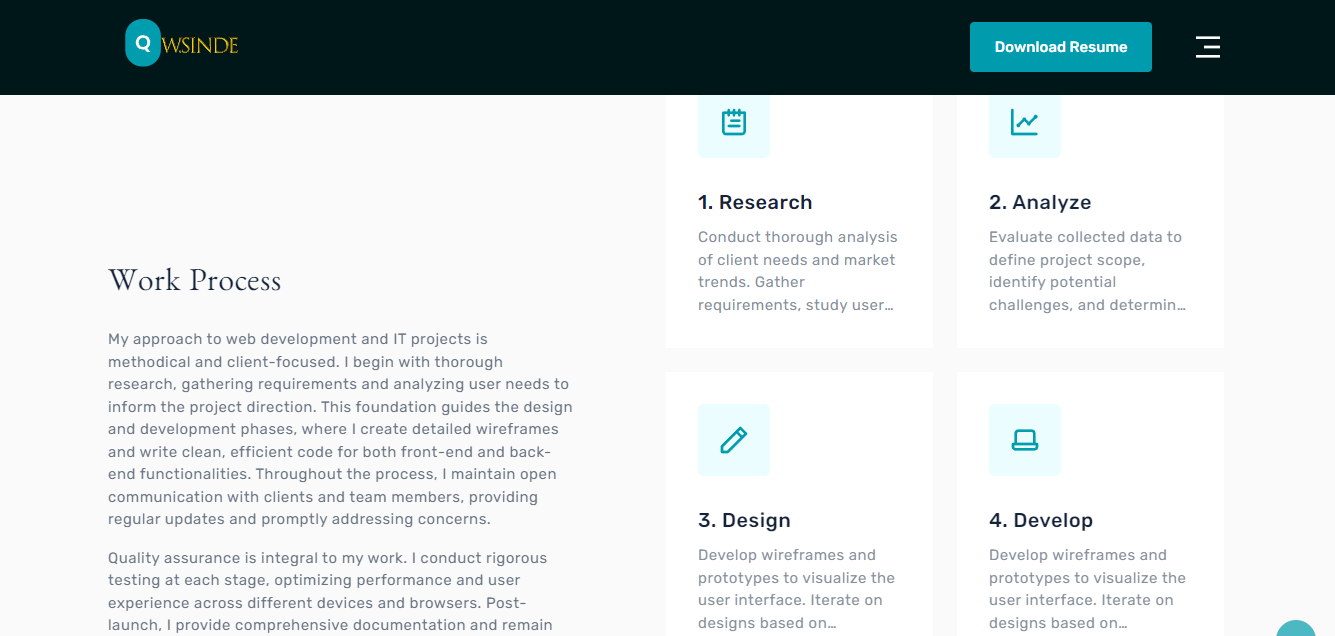 QWSINDE
Download Resume
Work Process
My approach to web development and IT projects is
methodical and client-focused. I begin with thorough
research, gathering requirements and analyzing user needs to
inform the project direction. This foundation guides the design
and development phases, where I create detailed wireframes
and write clean, efficient code for both front-end and back-
end functionalities. Throughout the process, I maintain open
communication with clients and team members, providing
regular updates and promptly addressing concerns.
Quality assurance is integral to my work. I conduct rigorous
testing at each stage, optimizing performance and user
experience across different devices and browsers. Post-
launch, I provide comprehensive documentation and remain
1. Research
Conduct thorough analysis
of client needs and market
trends. Gather
requirements, study user…
2. Analyze
Evaluate collected data to
define project scope,
identify potential
challenges, and determin…
3. Design
Develop wireframes and
prototypes to visualize the
user interface. Iterate on
designs based on…
4. Develop
Develop wireframes and
prototypes to visualize the
user interface. Iterate on
designs based on…